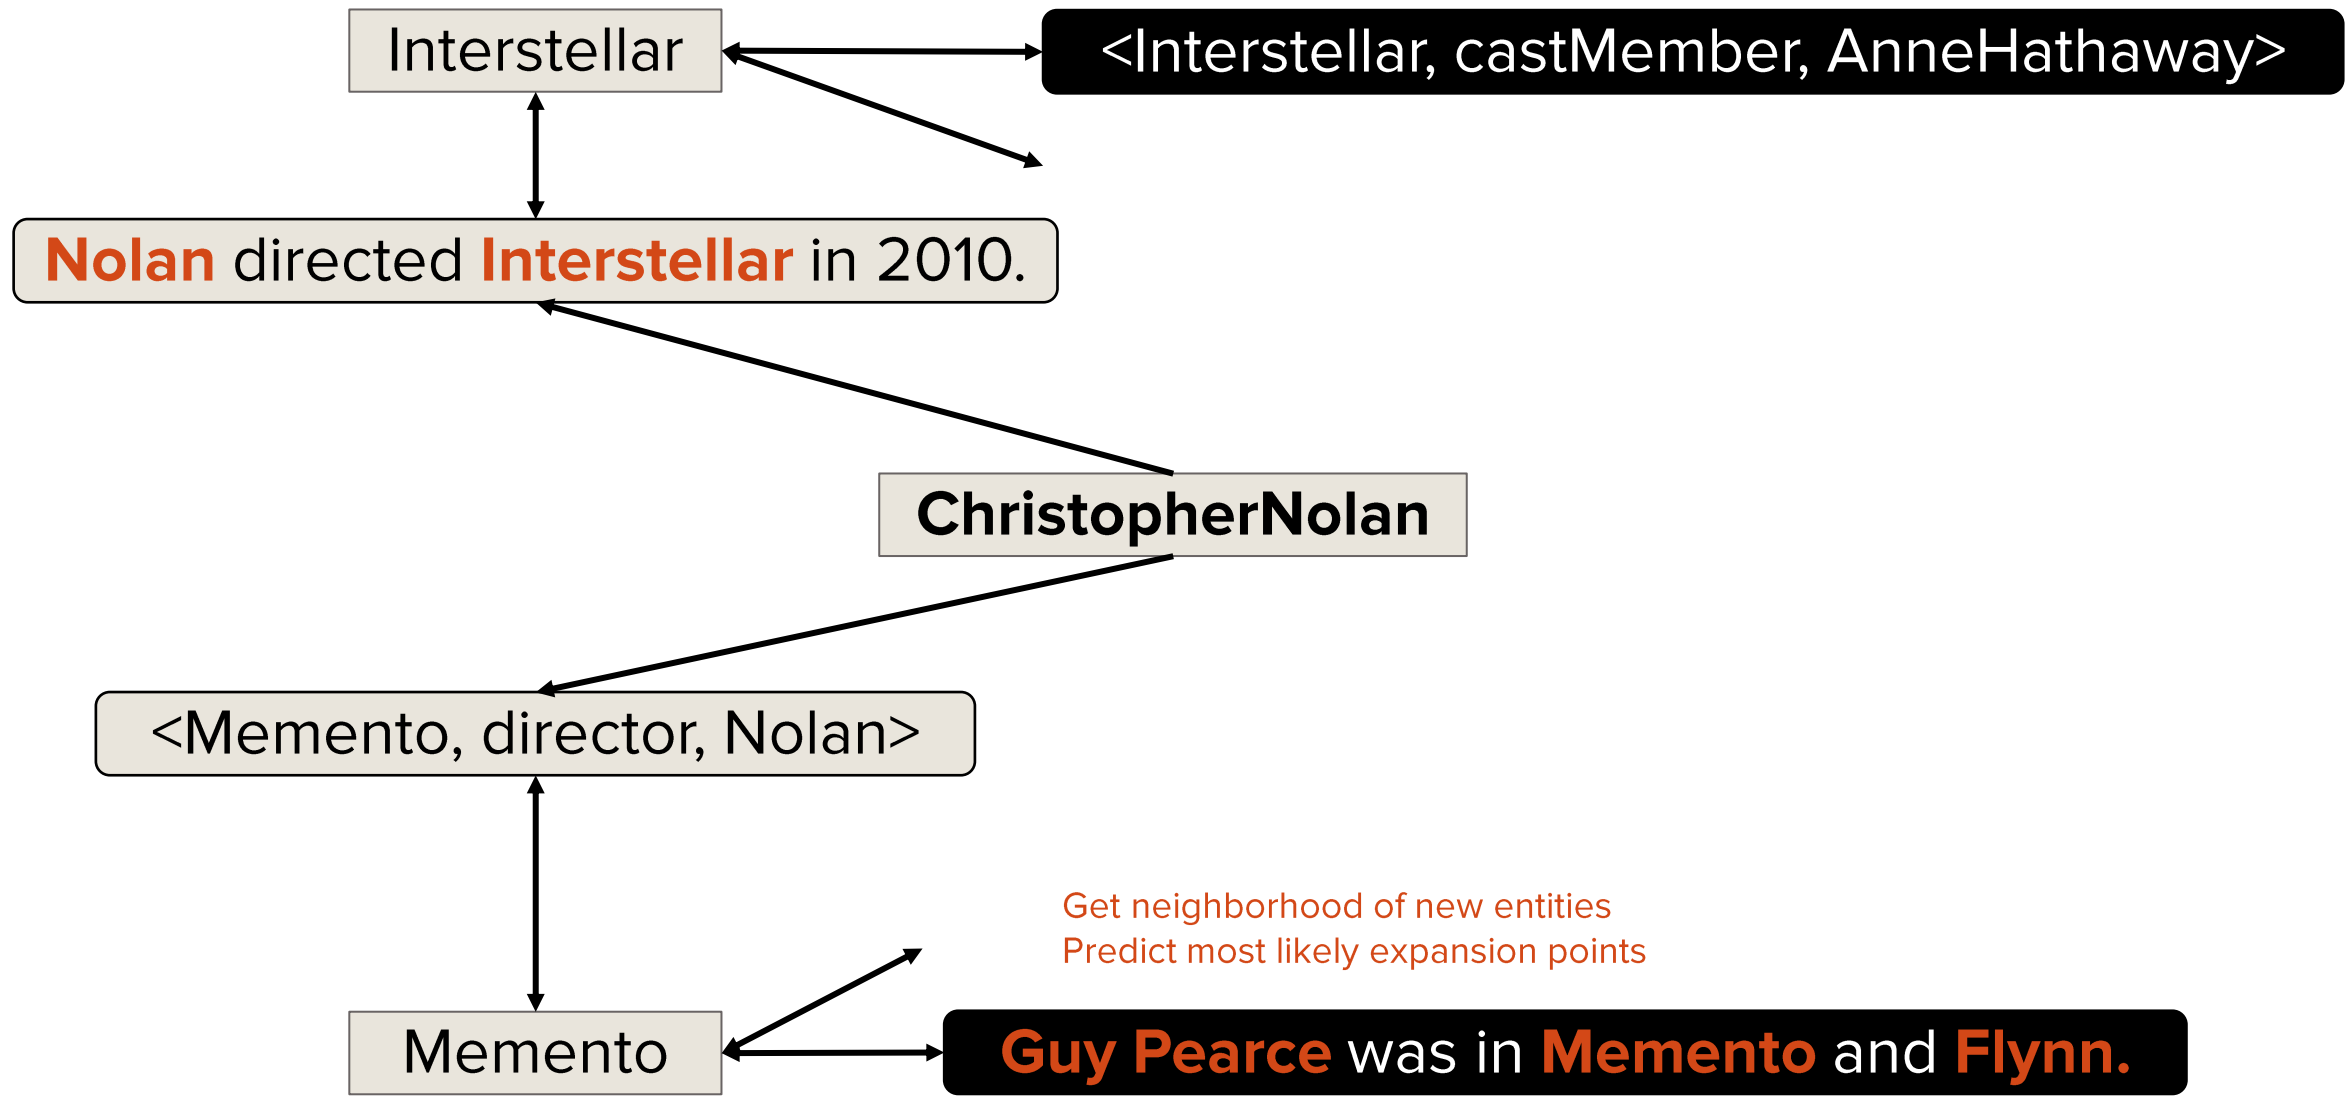 Interstellar
<Interstellar, castMember, AnneHathaway>
Nolan directed Interstellar in 2010.
ChristopherNolan
<Memento, director, Nolan>
Get neighborhood of new entities
Predict most likely expansion points
Memento
Guy Pearce was in Memento and Flynn.